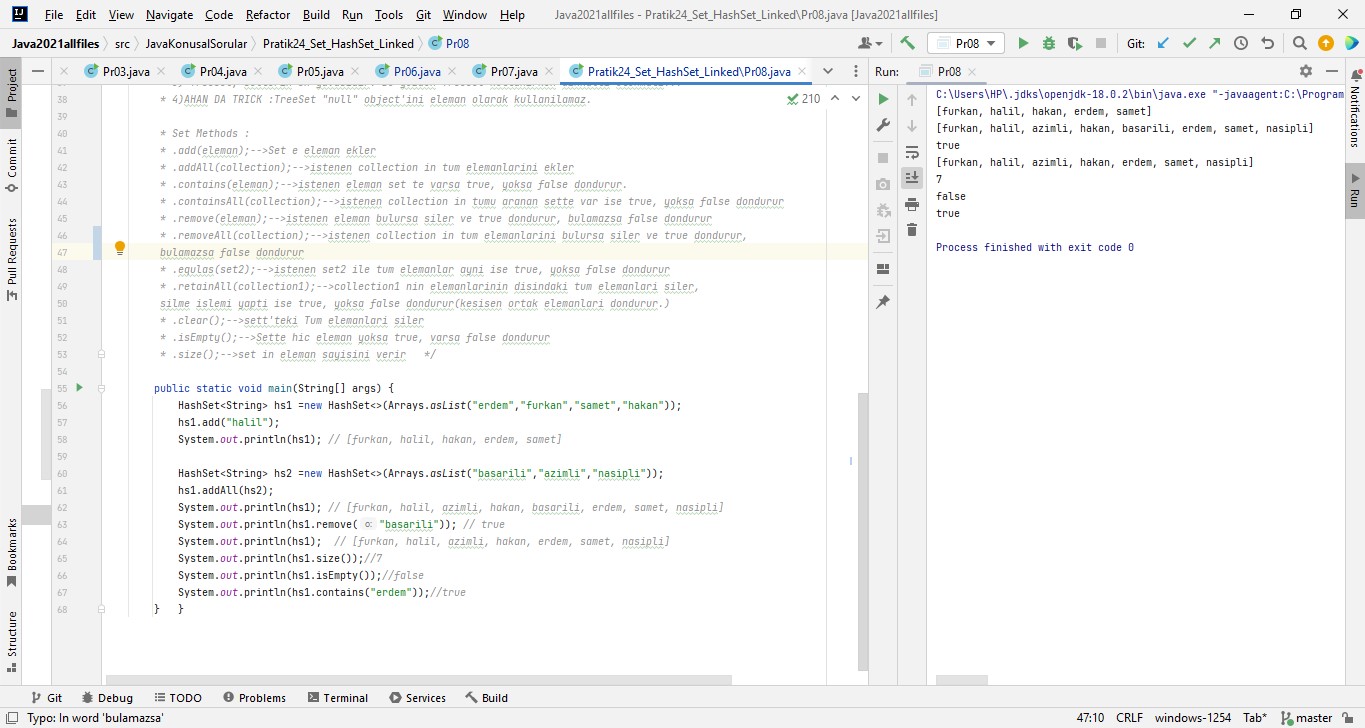 File Edit View Navigate Code Refactor Build Run Tools Git Window Help Java2021allfiles - Pratik24_Set_HashSet_Linked\Pr08.java [Java2021allfiles]
Java2021allfiles src JavaKonusalSorular Pratik24_Set_HashSet_Linked Pr08 Pr08 Git:
Pr03.java Pr04.java Pr05.java Pr06.java Pr07.java Pratik24_Set_HashSet_Linked\Pr08.java Run: Pr08
Project
Commit
Pull Requests
Bookmarks
Structure
210
38 * 4)AHAN DA TRICK :TreeSet "null" object'ini eleman olarak kullanilamaz.
39
40 * Set Methods :
41 * .add(eleman);-->Set e eleman ekler
42 * .addAll(collection);-->istenen collection in tum elemanlarini ekler
43 * .contains(eleman);-->istenen eleman set te varsa true, yoksa false dondurur.
44 * .containsAll(collection);-->istenen collection in tumu aranan sette var ise true, yoksa false dondurur
45 * .remove(eleman);-->istenen eleman bulursa siler ve true dondurur, bulamazsa false dondurur
46 * .removeAll(collection);-->istenen collection in tum elemanlarini bulursa siler ve true dondurur,
47 bulamazsa false dondurur
48 * .equlas(set2);-->istenen set2 ile tum elemanlar ayni ise true, yoksa false dondurur
49 * .retainAll(collection1);-->collection1 nin elemanlarinin disindaki tum elemanlari siler,
50 silme islemi yapti ise true, yoksa false dondurur(kesisen ortak elemanlari dondurur.)
51 * .clear();-->sett'teki Tum elemanlari siler
52 * .isEmpty();-->Sette hic eleman yoksa true, varsa false dondurur
53 * .size();-->set in eleman sayisini verir */
54
55 public static void main(String[] args) {
56 HashSet<String> hs1 =new HashSet<>(Arrays.asList("erdem","furkan","samet","hakan"));
57 hs1.add("halil");
58 System.out.println(hs1); // [furkan, halil, hakan, erdem, samet]
59
60 HashSet<String> hs2 =new HashSet<>(Arrays.asList("basarili","azimli","nasipli"));
61 hs1.addAll(hs2);
62 System.out.println(hs1); // [furkan, halil, azimli, hakan, basarili, erdem, samet, nasipli]
63 System.out.println(hs1.remove( o: "basarili")); // true
64 System.out.println(hs1); // [furkan, halil, azimli, hakan, erdem, samet, nasipli]
65 System.out.println(hs1.size());//7
66 System.out.println(hs1.isEmpty());//false
67 System.out.println(hs1.contains("erdem"));//true
68 } }
C:\Users\HP\.jdks\openjdk-18.0.2\bin\java.exe "-javaagent:C:\Program
[furkan, halil, hakan, erdem, samet]
[furkan, halil, azimli, hakan, basarili, erdem, samet, nasipli]
true
[furkan, halil, azimli, hakan, erdem, samet, nasipli]
7
false
true
Process finished with exit code 0
Notifications
Run
Git Debug TODO Problems Terminal Services Build
Typo: In word 'bulamazsa' 47:10 CRLF windows-1254 Tab* master